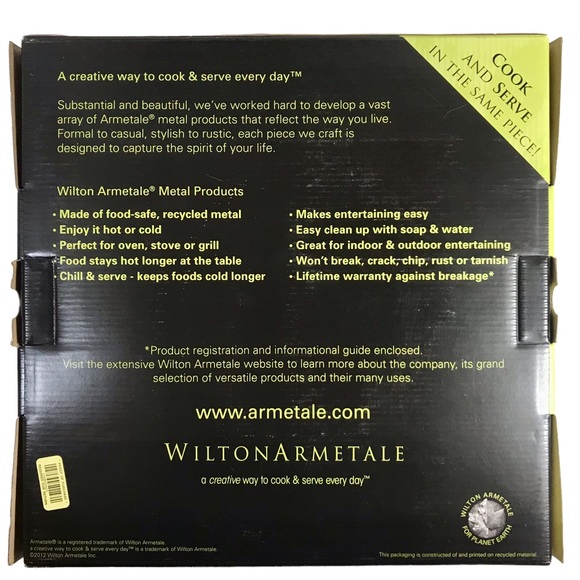 COOK
AND SERVE
IN THE SAME PIECE!
A creative way to cook & serve every day™
Substantial and beautiful, we've worked hard to develop a vast
array of Armetale® metal products that reflect the way you live.
Formal to casual, stylish to rustic, each piece we craft is
designed to capture the spirit of your life.
Wilton Armetale® Metal Products
• Made of food-safe, recycled metal
• Enjoy it hot or cold
• Perfect for oven, stove or grill
• Food stays hot longer at the table
• Chill & serve - keeps foods cold longer
• Makes entertaining easy
• Easy clean up with soap & water
• Great for indoor & outdoor entertaining
• Won't break, crack, chip, rust or tarnish
• Lifetime warranty against breakage*
*Product registration and informational guide enclosed.
Visit the extensive Wilton Armetale website to learn more about the company, its grand
selection of versatile products and their many uses.
www.armetale.com
WILTONARMETALE
a creative way to cook & serve every day™
WILTON ARMETALE
FOR PLANET EARTH
Armetale® is a registered trademark of Wilton Armetale.
a creative way to cook & serve every day™ is a trademark of Wilton Armetale.
©2012 Wilton Armetale Inc.
This packaging is constructed of and printed on recycled material.